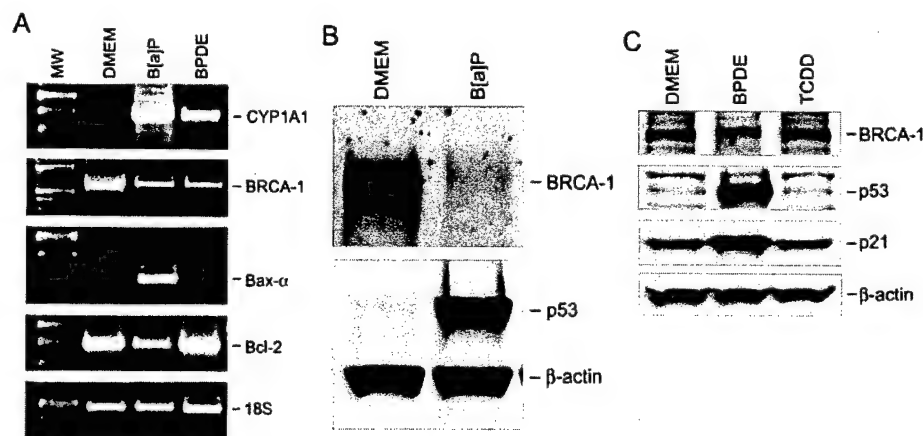 A
MW
DMEM
B[a]P
BPDE
CYP1A1
BRCA-1
Bax-α
Bcl-2
18S
B
DMEM
B[a]P
BRCA-1
p53
β-actin
C
DMEM
BPDE
TCDD
BRCA-1
p53
p21
β-actin